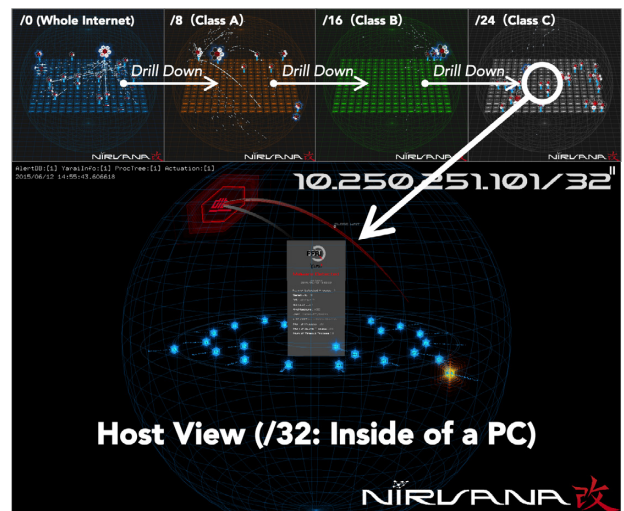 /0 (Whole Internet)
/8 (Class A)
/16 (Class B)
/24 (Class C)
Drill Down
Drill Down
Drill Down
NIRVANA改
NIRVANA改
NIRVANA改
NIRVANA改
AlertDB:[1] YaraiInfo:[1] ProcTree:[1] Actuation:[1]
2015/06/12 14:55:43.606618
10.250.251.101/32
FFRI
Host View (/32: Inside of a PC)
NIRVANA改